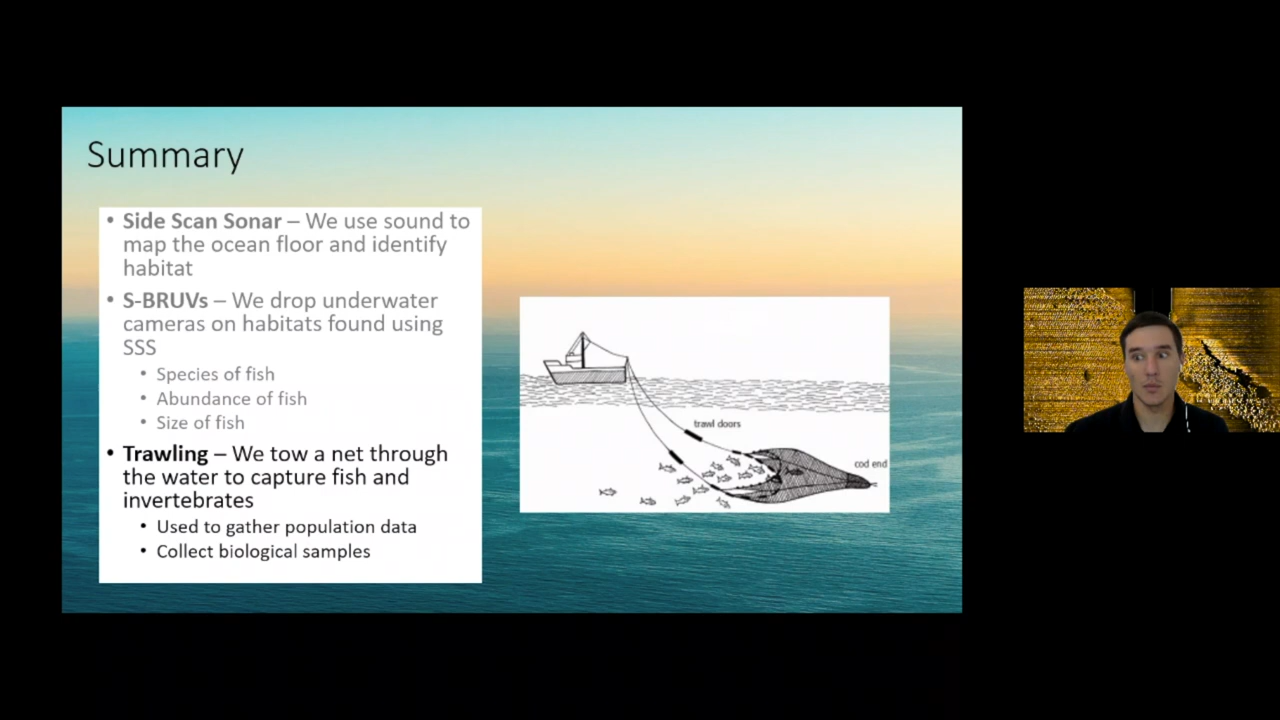 Summary
• Side Scan Sonar – We use sound to
map the ocean floor and identify
habitat
• S-BRUVs – We drop underwater
cameras on habitats found using
SSS
• Species of fish
• Abundance of fish
• Size of fish
• Trawling – We tow a net through
the water to capture fish and
invertebrates
• Used to gather population data
• Collect biological samples
trawl doors
cod end